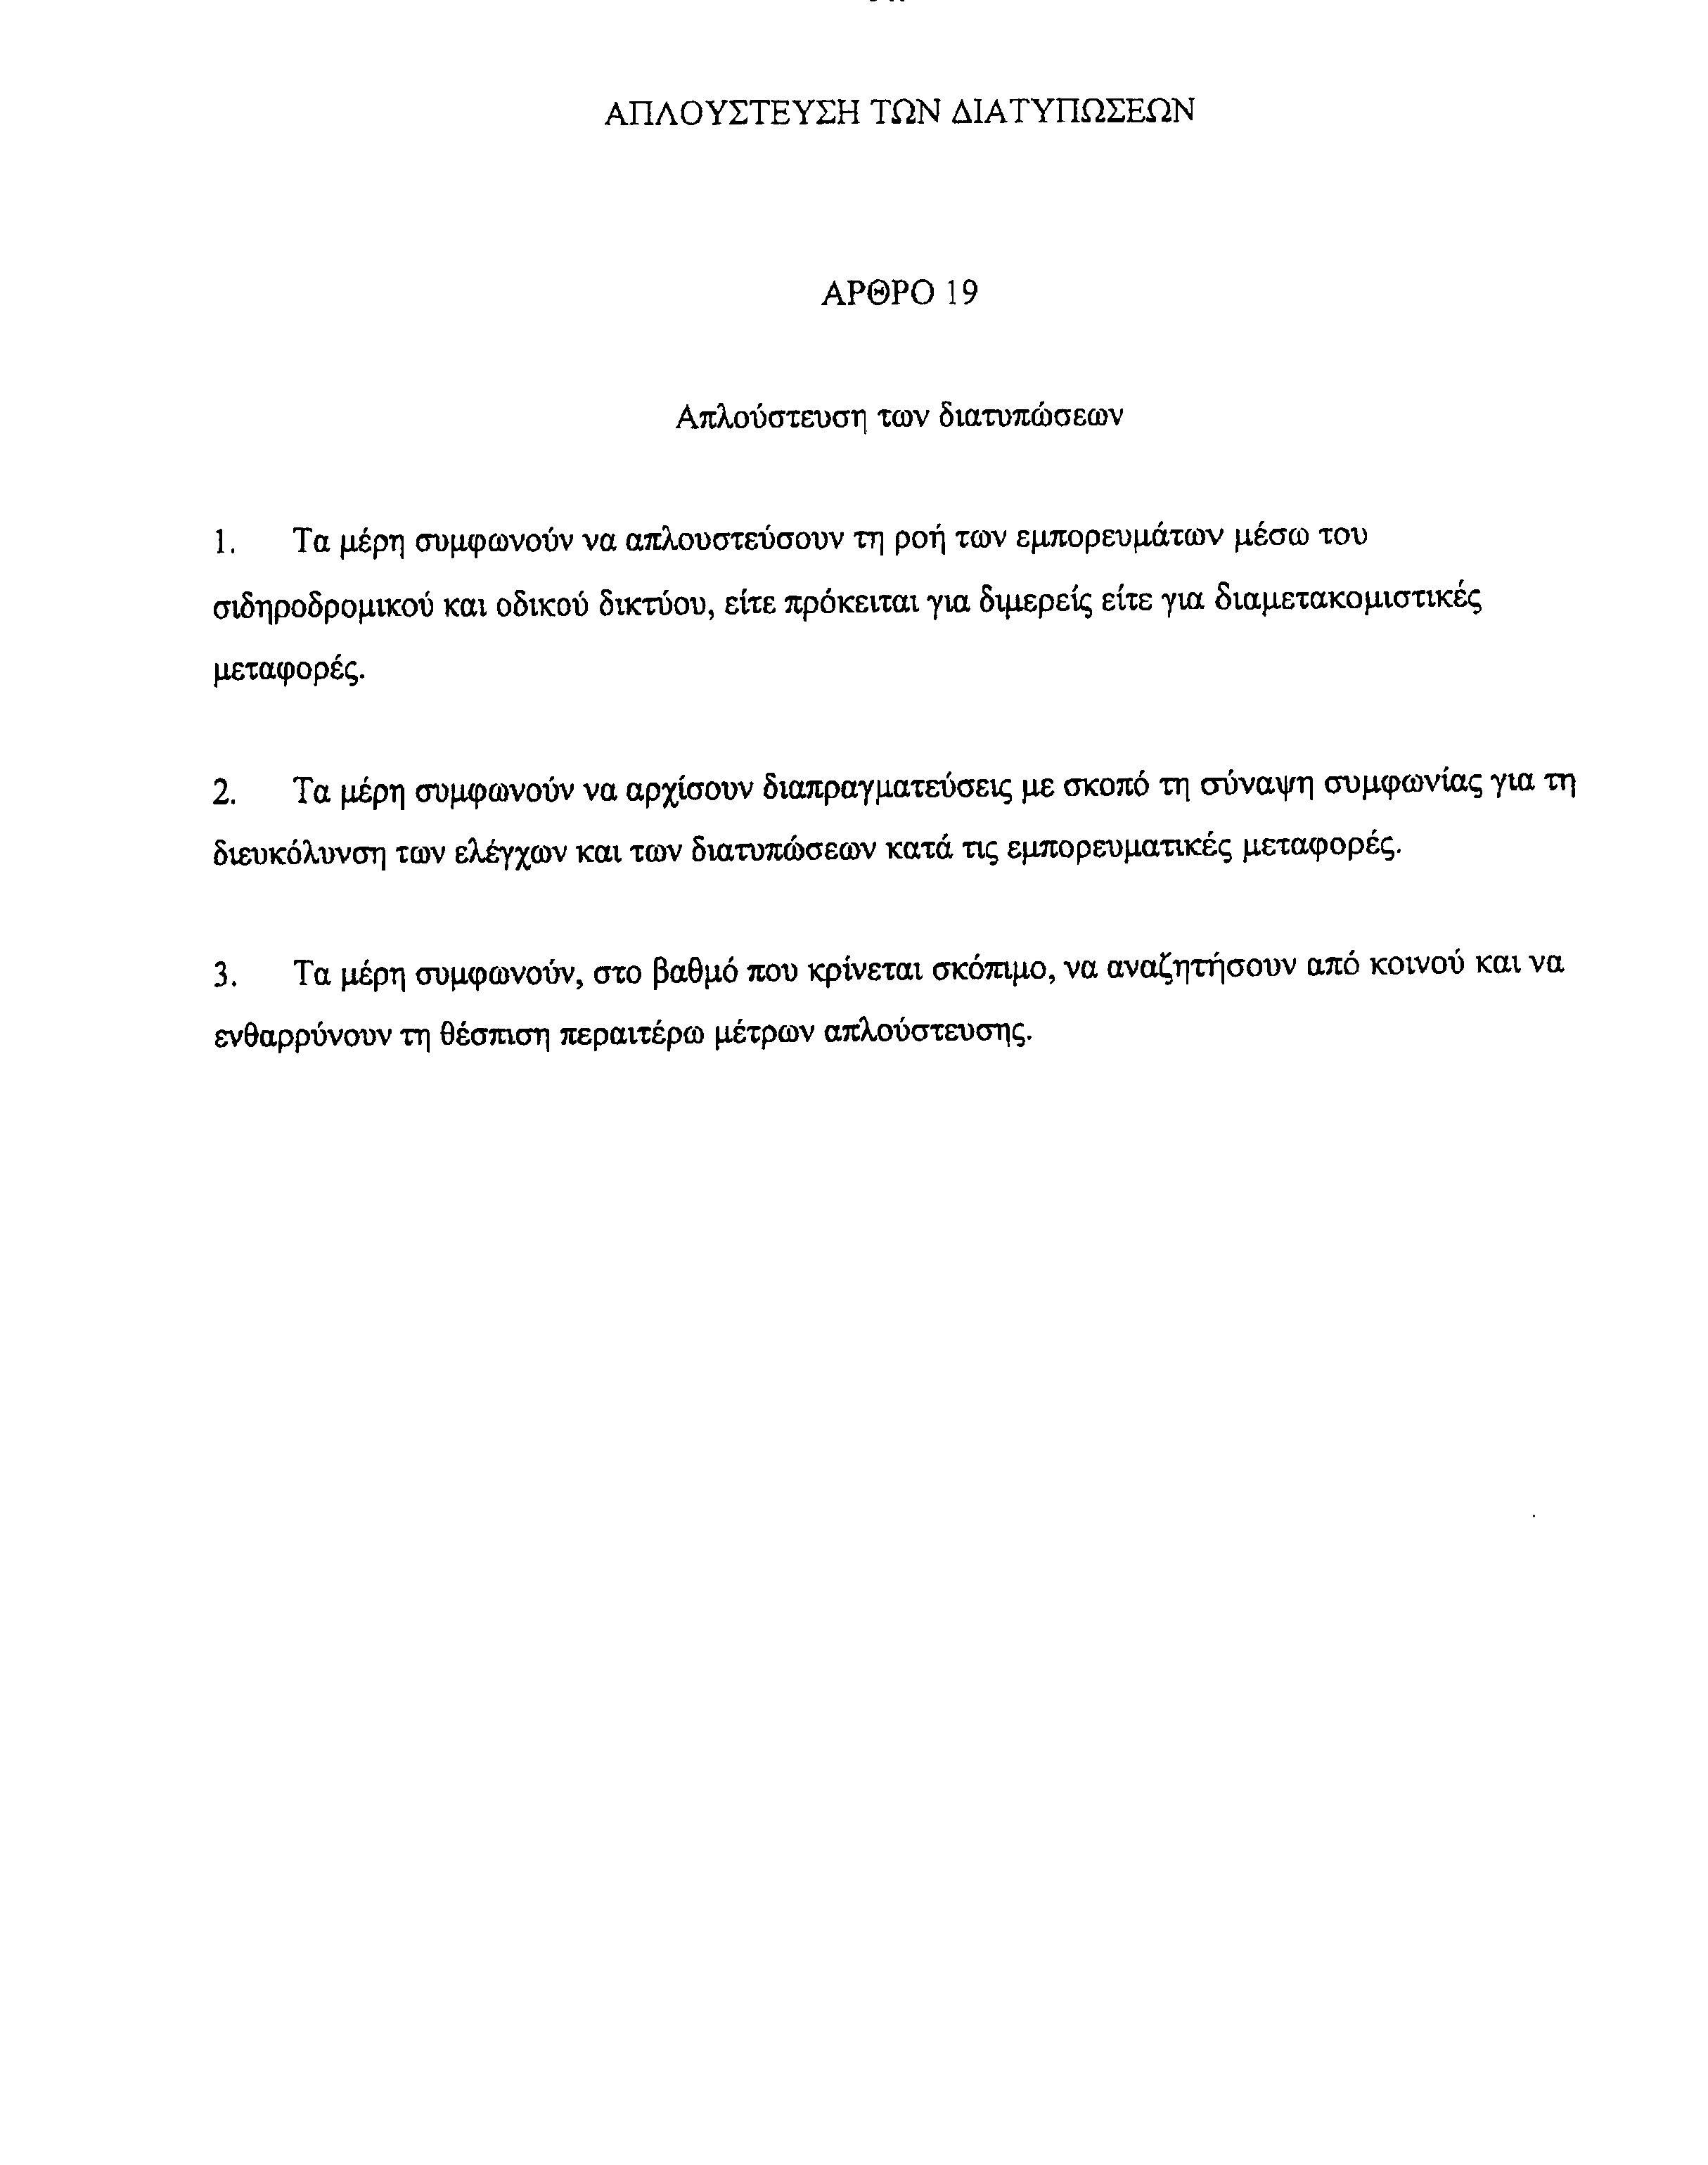 ΑΠΛΟΥΣΤΕΥΣΗ ΤΩΝ ΔΙΑΤΥΠΩΣΕΩΝ
ΑΡΘΡΟ 19
Απλούστευση των διατυπώσεων
1. Τα μέρη συμφωνούν να απλουστεύσουν τη ροή των εμπορευμάτων μέσω του
σιδηροδρομικού και οδικού δικτύου, είτε πρόκειται για διμερείς είτε για διαμετακομιστικές
μεταφορές.
2. Τα μέρη συμφωνούν να αρχίσουν διαπραγματεύσεις με σκοπό τη σύναψη συμφωνίας για τη
διευκόλυνση των ελέγχων και των διατυπώσεων κατά τις εμπορευματικές μεταφορές.
3. Τα μέρη συμφωνούν, στο βαθμό που κρίνεται σκόπιμο, να αναζητήσουν από κοινού και να
ενθαρρύνουν τη θέσπιση περαιτέρω μέτρων απλούστευσης.